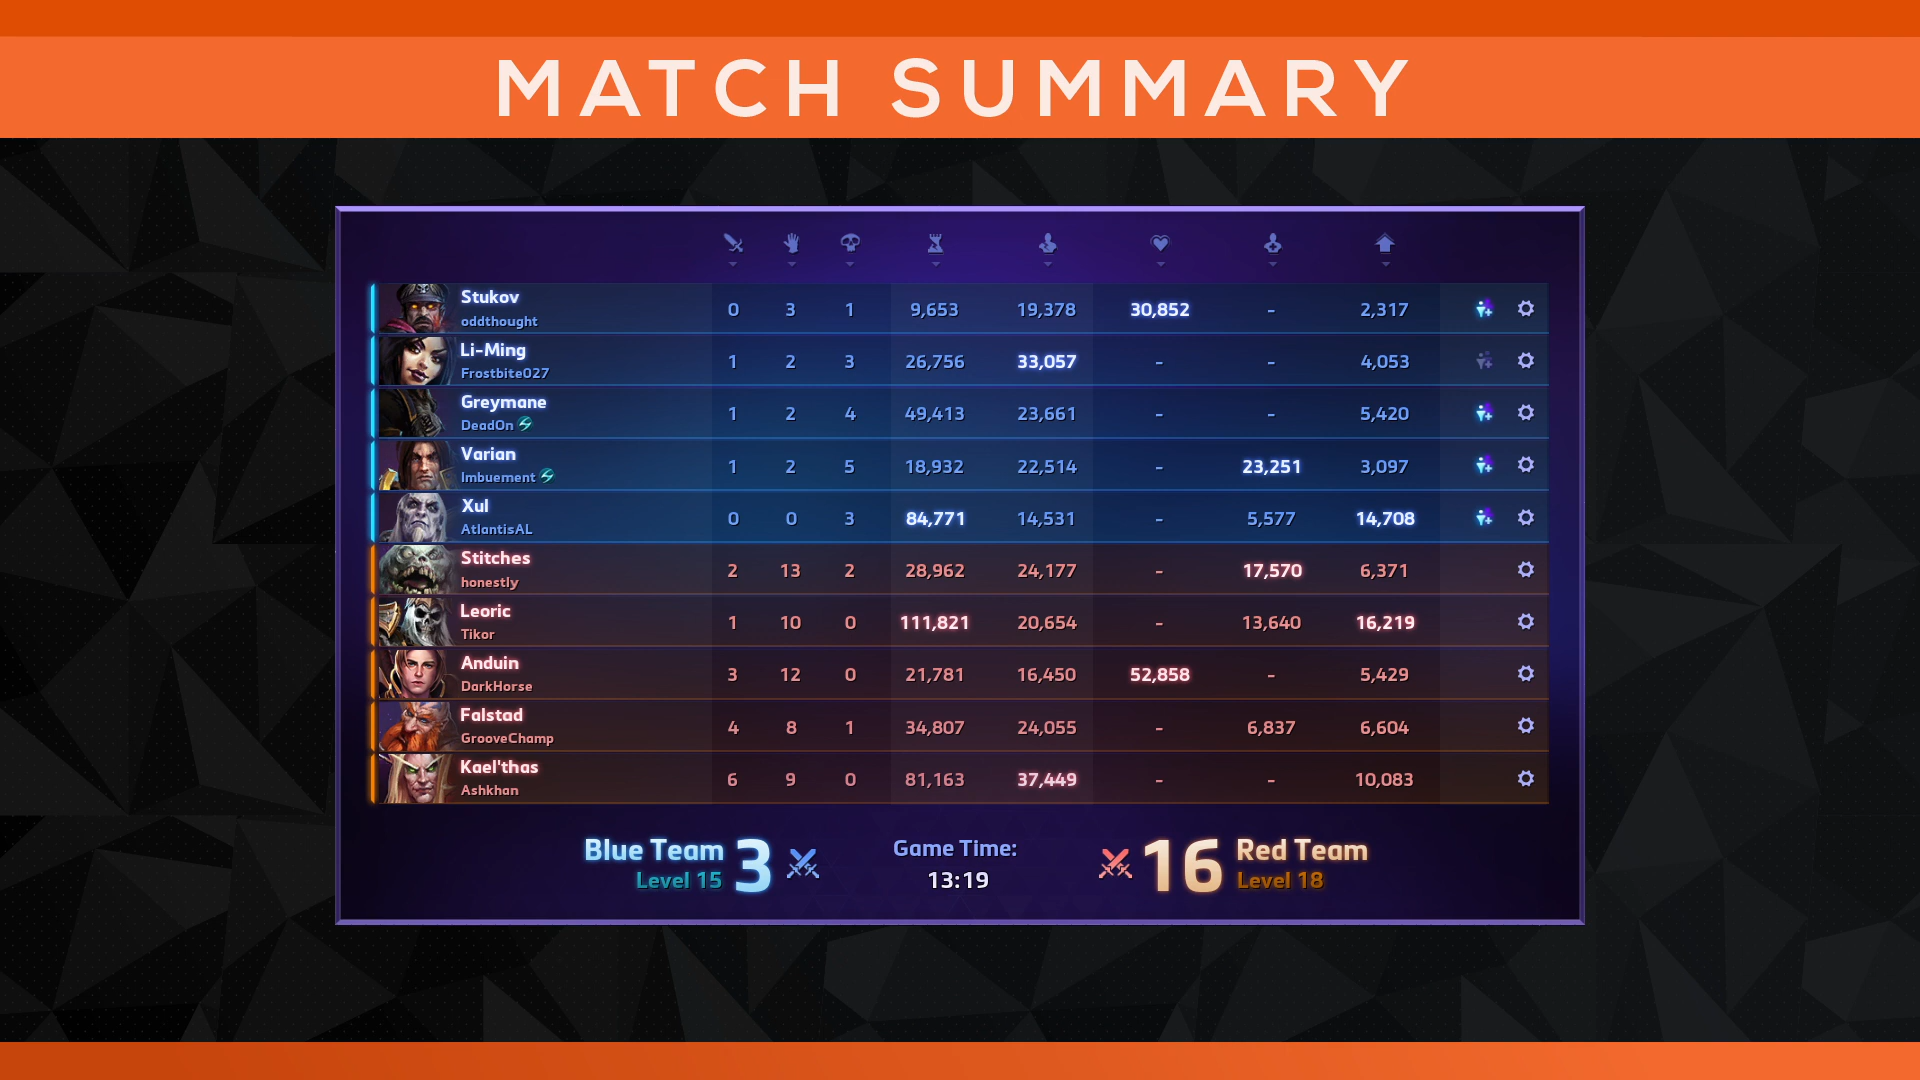 MATCH SUMMARY
Stukov
oddthought
0 3 1 9,653 19,378 30,852 - 2,317
Li-Ming
Frostbite027
1 2 3 26,756 33,057 - - 4,053
Greymane
DeadOn
1 2 4 49,413 23,661 - - 5,420
Varian
Imbuement
1 2 5 18,932 22,514 - 23,251 3,097
Xul
AtlantisAL
0 0 3 84,771 14,531 - 5,577 14,708
Stitches
honestly
2 13 2 28,962 24,177 - 17,570 6,371
Leoric
Tikor
1 10 0 111,821 20,654 - 13,640 16,219
Anduin
DarkHorse
3 12 0 21,781 16,450 52,858 - 5,429
Falstad
GrooveChamp
4 8 1 34,807 24,055 - 6,837 6,604
Kael'thas
Ashkhan
6 9 0 81,163 37,449 - - 10,083
Blue Team 3 Game Time: 16 Red Team
Level 15 13:19 Level 18